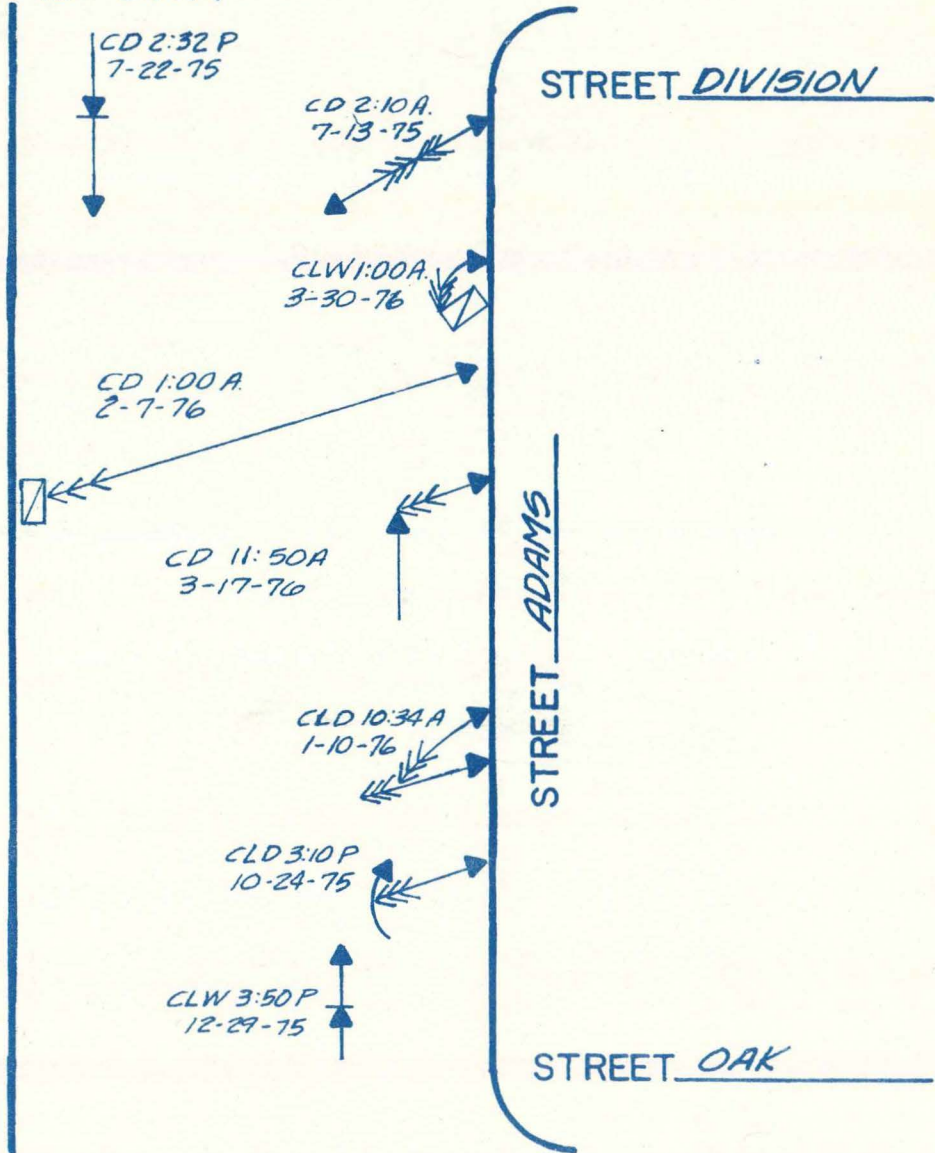 CD 2:32 P
7-22-75
STREET DIVISION
CD 2:10 A.
7-13-75
CLW 1:00 A.
3-30-76
CD 1:00 A.
2-7-76
CD 11:50 A
3-17-76
STREET ADAMS
CLD 10:34 A
1-10-76
CLD 3:10 P
10-24-75
CLW 3:50 P
12-29-75
STREET OAK